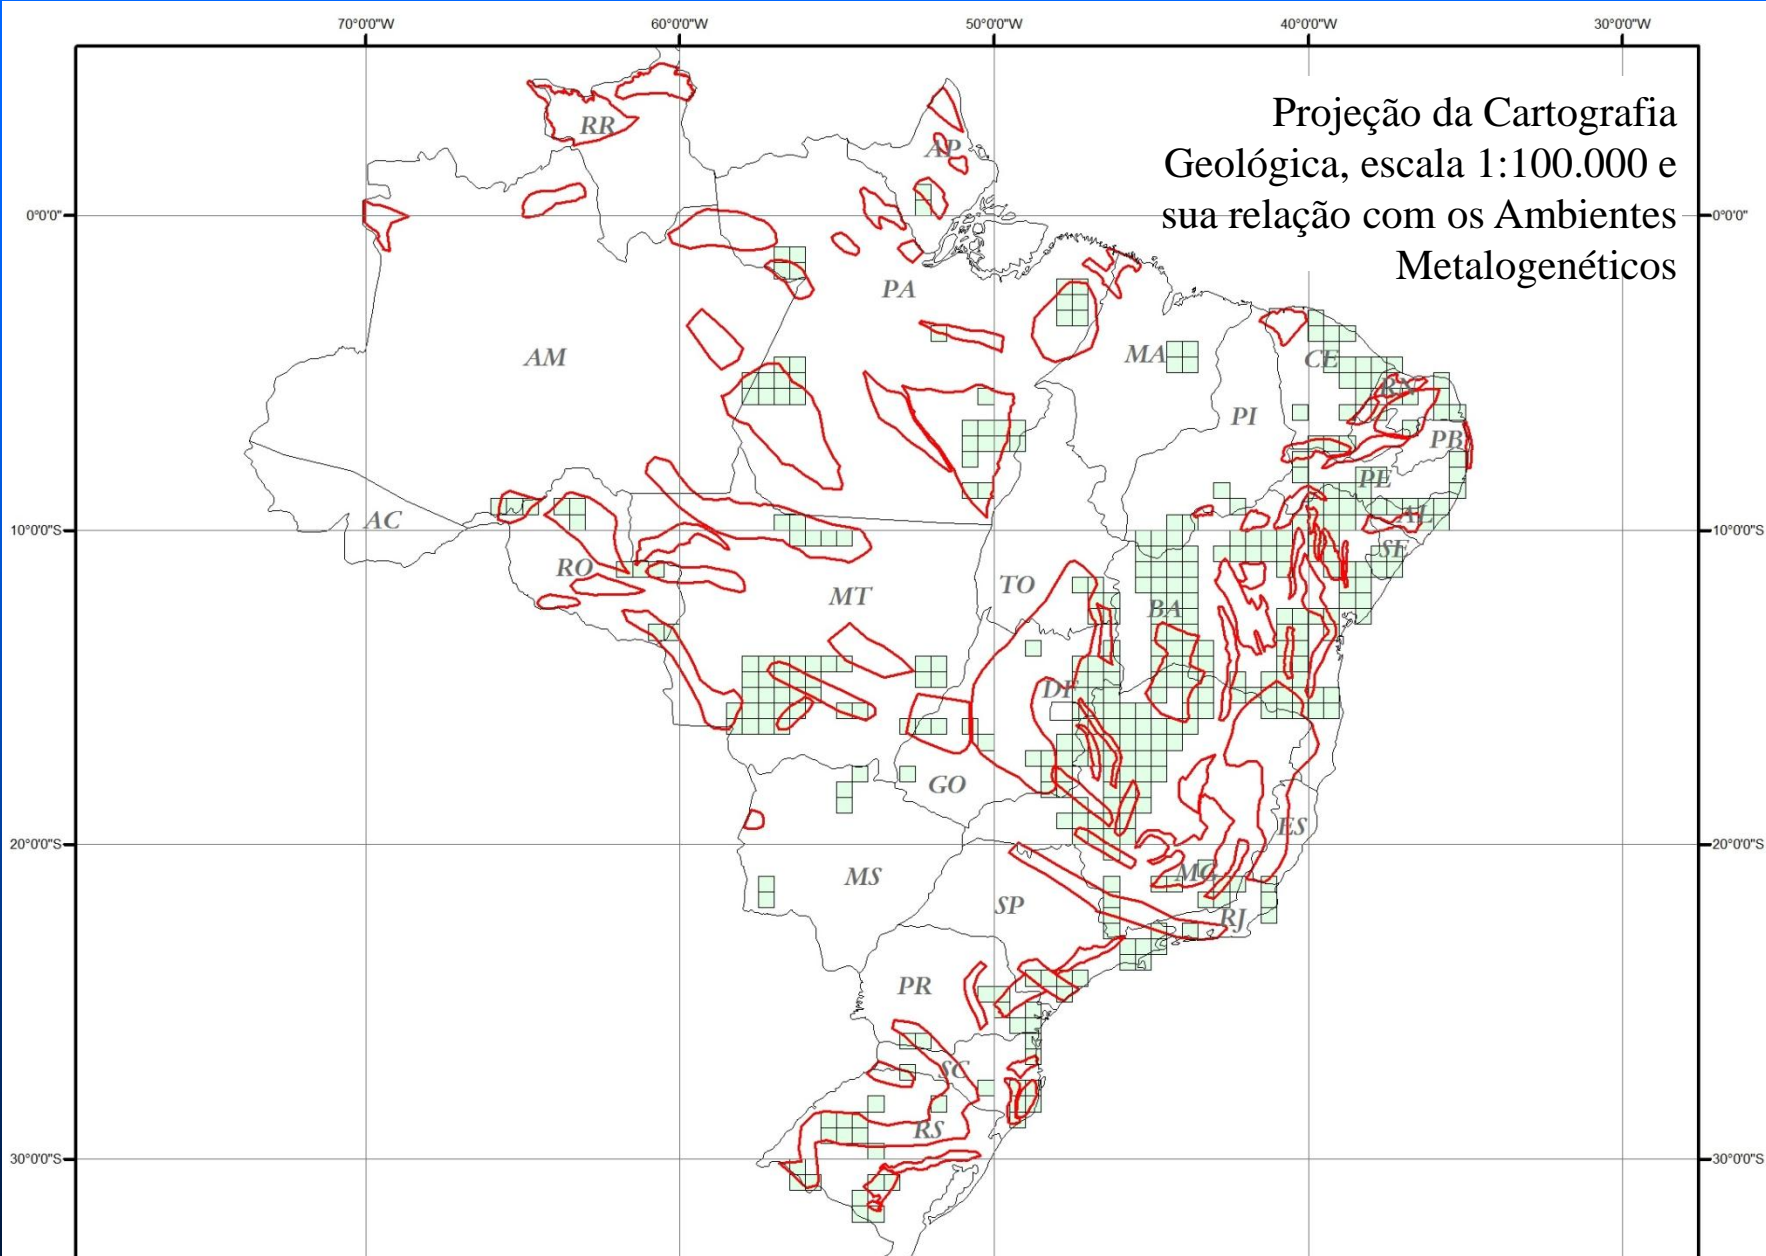 70°0'0"W
60°0'0"W
50°0'0"W
40°0'0"W
30°0'0"W
Projeção da Cartografia
Geológica, escala 1:100.000 e
sua relação com os Ambientes
Metalogenéticos
RR
AP
0°0'0"
0°0'0"
PA
AM
MA
CE
RN
PI
PB
PE
AC
AL
10°0'0"S
10°0'0"S
SE
RO
TO
MT
BA
DF
GO
ES
20°0'0"S
20°0'0"S
MS
MG
SP
RJ
PR
SC
RS
30°0'0"S
30°0'0"S